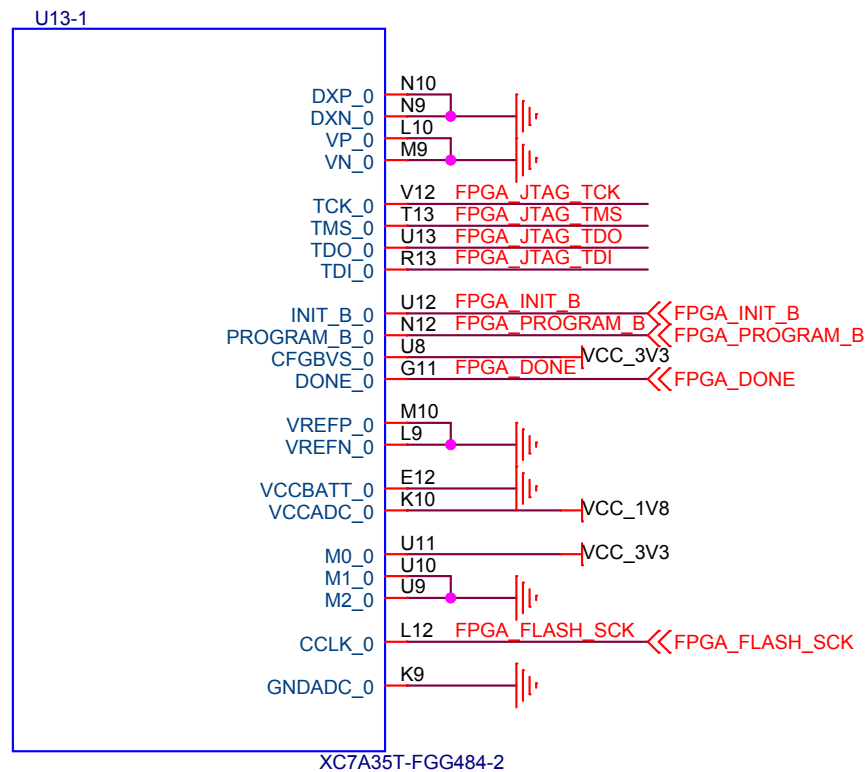 U13-1
DXP_0 N10
DXN_0 N9
VP_0 L10
VN_0 M9
TCK_0 V12 FPGA_JTAG_TCK
TMS_0 T13 FPGA_JTAG_TMS
TDO_0 U13 FPGA_JTAG_TDO
TDI_0 R13 FPGA_JTAG_TDI
INIT_B_0 U12 FPGA_INIT_B FPGA_INIT_B
PROGRAM_B_0 N12 FPGA_PROGRAM_B FPGA_PROGRAM_B
CFGBVS_0 U8 VCC_3V3
DONE_0 G11 FPGA_DONE FPGA_DONE
VREFP_0 M10
VREFN_0 L9
VCCBATT_0 E12
VCCADC_0 K10 VCC_1V8
M0_0 U11 VCC_3V3
M1_0 U10
M2_0 U9
CCLK_0 L12 FPGA_FLASH_SCK FPGA_FLASH_SCK
GNDADC_0 K9
XC7A35T-FGG484-2